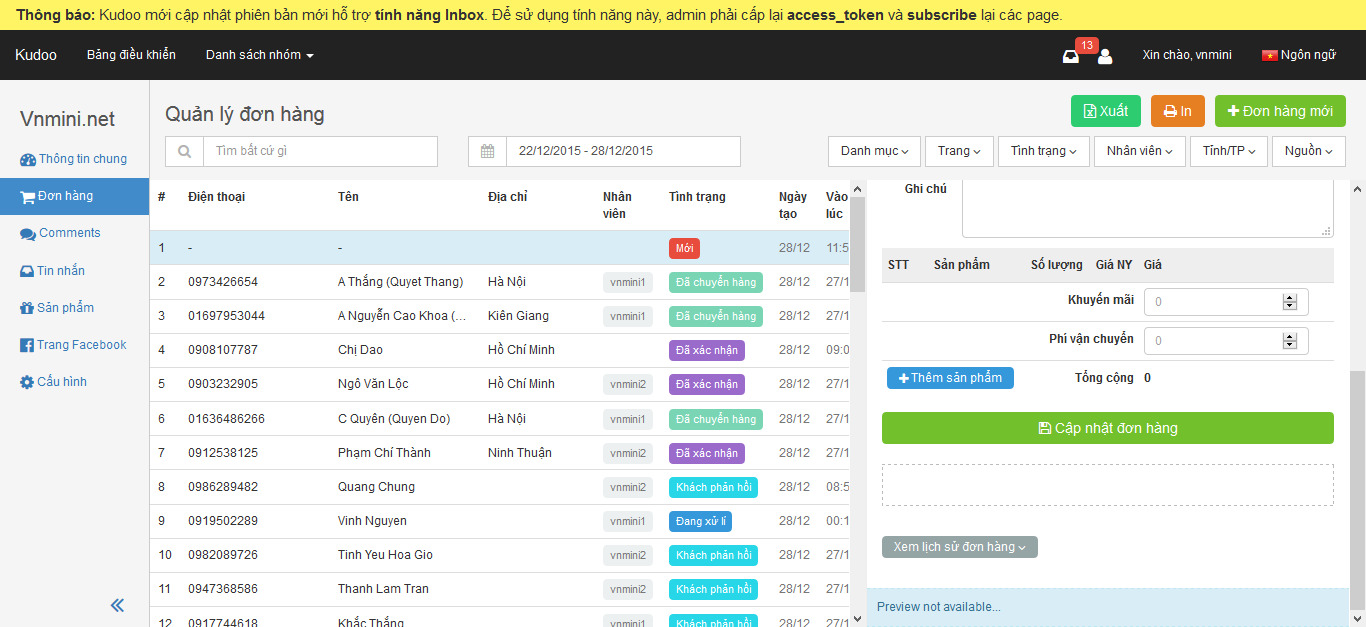 Thông báo: Kudoo mới cập nhật phiên bản mới hỗ trợ tính năng Inbox. Để sử dụng tính năng này, admin phải cấp lại access_token và subscribe lại các page.
Kudoo Bảng điều khiển Danh sách nhóm 13 Xin chào, vnmini Ngôn ngữ
Vnmini.net
Thông tin chung
Đơn hàng
Comments
Tin nhắn
Sản phẩm
Trang Facebook
Cấu hình
Quản lý đơn hàng Xuất In Đơn hàng mới
Tìm bất cứ gì 22/12/2015 - 28/12/2015 Danh mục Trang Tình trạng Nhân viên Tỉnh/TP Nguồn
# Điện thoại Tên Địa chỉ Nhân viên Tình trạng Ngày tạo Vào lúc
1 - - Mới 28/12 11:5
2 0973426654 A Thắng (Quyet Thang) Hà Nội vnmini1 Đã chuyển hàng 28/12 27/1
3 01697953044 A Nguyễn Cao Khoa (... Kiên Giang vnmini1 Đã chuyển hàng 28/12 27/1
4 0908107787 Chị Dao Hồ Chí Minh Đã xác nhận 28/12 09:0
5 0903232905 Ngô Văn Lộc Hồ Chí Minh vnmini2 Đã xác nhận 28/12 27/1
6 01636486266 C Quyên (Quyen Do) Hà Nội vnmini1 Đã chuyển hàng 28/12 27/1
7 0912538125 Phạm Chí Thành Ninh Thuận vnmini2 Đã xác nhận 28/12 27/1
8 0986289482 Quang Chung vnmini2 Khách phản hồi 28/12 08:5
9 0919502289 Vinh Nguyen vnmini1 Đang xử lí 28/12 00:1
10 0982089726 Tinh Yeu Hoa Gio vnmini2 Khách phản hồi 28/12 27/1
11 0947368586 Thanh Lam Tran vnmini2 Khách phản hồi 28/12 27/1
12 0917744618 Khắc Thắng vnmini1 Khách phản hồi 28/12 27/1
Ghi chú
STT Sản phẩm Số lượng Giá NY Giá
Khuyến mãi 0
Phí vận chuyển 0
Thêm sản phẩm Tổng cộng 0
Cập nhật đơn hàng
Xem lịch sử đơn hàng
Preview not available...